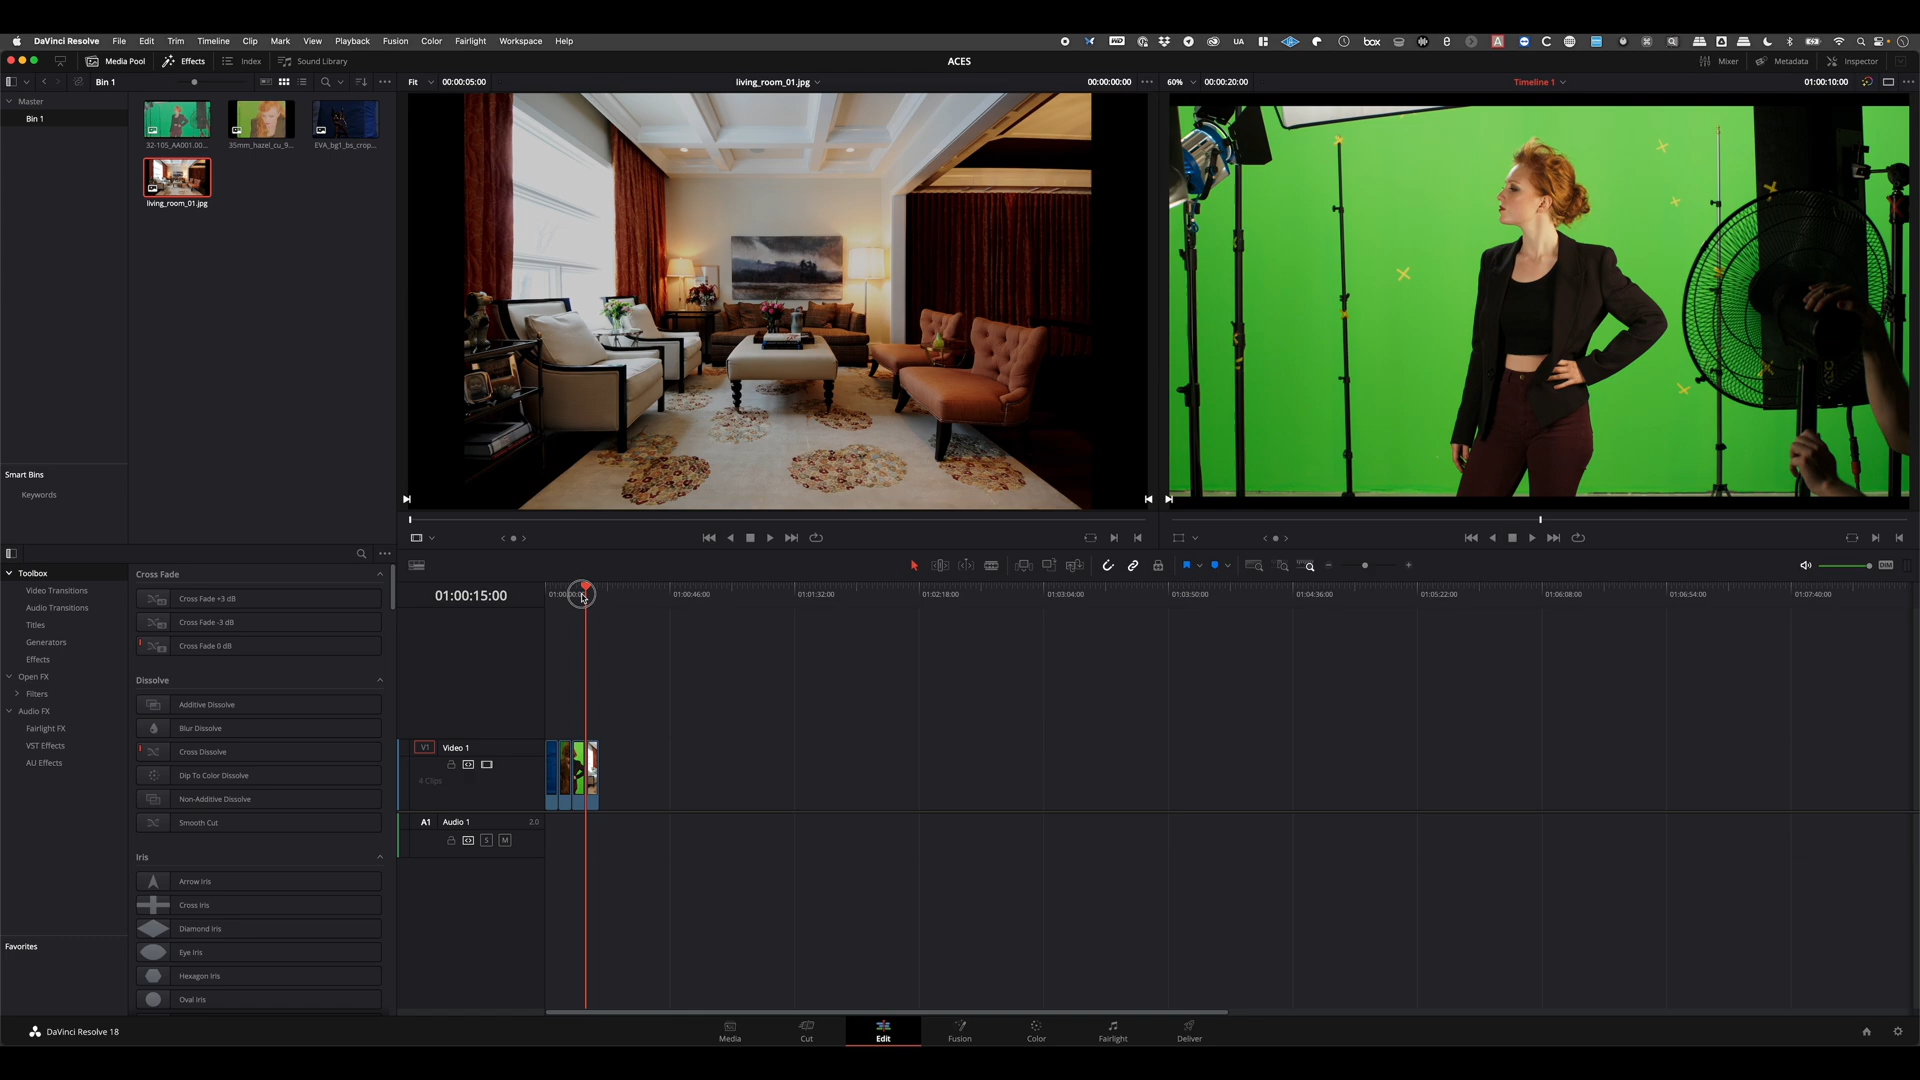 DaVinci Resolve File Edit Trim Timeline Clip Mark View Playback Fusion Color Fairlight Workspace Help
box UA
Media Pool Effects Index Sound Library ACES Mixer Metadata Inspector
Bin 1 Fit 00:00:05:00 living_room_01.jpg 00:00:00:00 60% 00:00:20:00 Timeline 1 01:00:10:00
Master
Bin 1
32-105_AA001.00... 35mm_hazel_cu_9... EVA_bg1_bs_crop...
living_room_01.jpg
Smart Bins
Keywords
Toolbox
Video Transitions
Audio Transitions
Titles
Generators
Effects
Open FX
Filters
Audio FX
Fairlight FX
VST Effects
AU Effects
Favorites
Cross Fade
Cross Fade +3 dB
Cross Fade -3 dB
Cross Fade 0 dB
Dissolve
Additive Dissolve
Blur Dissolve
Cross Dissolve
Dip To Color Dissolve
Non-Additive Dissolve
Smooth Cut
Iris
Arrow Iris
Cross Iris
Diamond Iris
Eye Iris
Hexagon Iris
Oval Iris
DIM
01:00:15:00 01:00:46:00 01:01:32:00 01:02:18:00 01:03:04:00 01:03:50:00 01:04:36:00 01:05:22:00 01:06:08:00 01:06:54:00 01:07:40:00
V1 Video 1
4 Clips
A1 Audio 1 2.0
S M
DaVinci Resolve 18
Media Cut Edit Fusion Color Fairlight Deliver